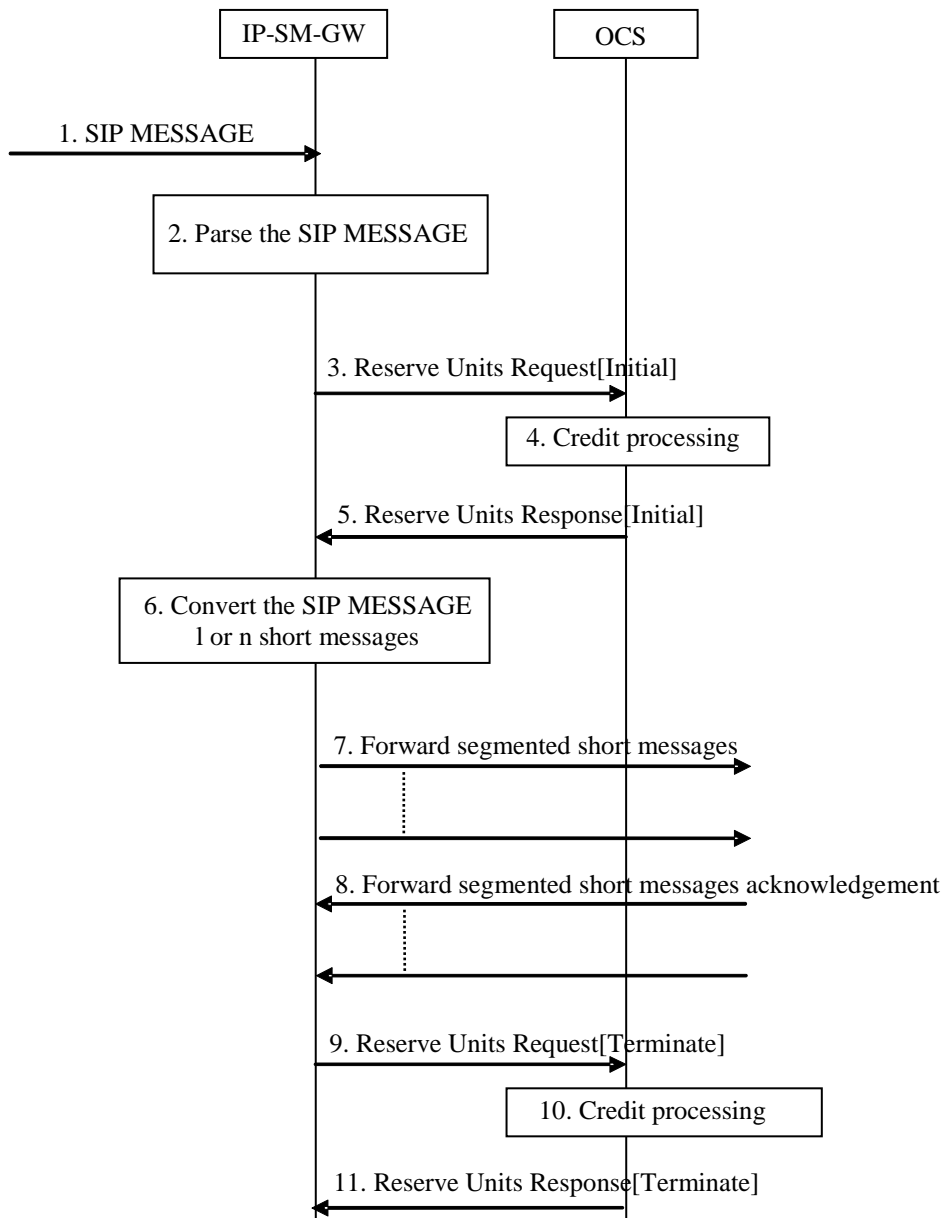 IP-SM-GW
OCS
1. SIP MESSAGE
2. Parse the SIP MESSAGE
3. Reserve Units Request[Initial]
4. Credit processing
5. Reserve Units Response[Initial]
6. Convert the SIP MESSAGE
1 or n short messages
7. Forward segmented short messages
8. Forward segmented short messages acknowledgement
9. Reserve Units Request[Terminate]
10. Credit processing
11. Reserve Units Response[Terminate]